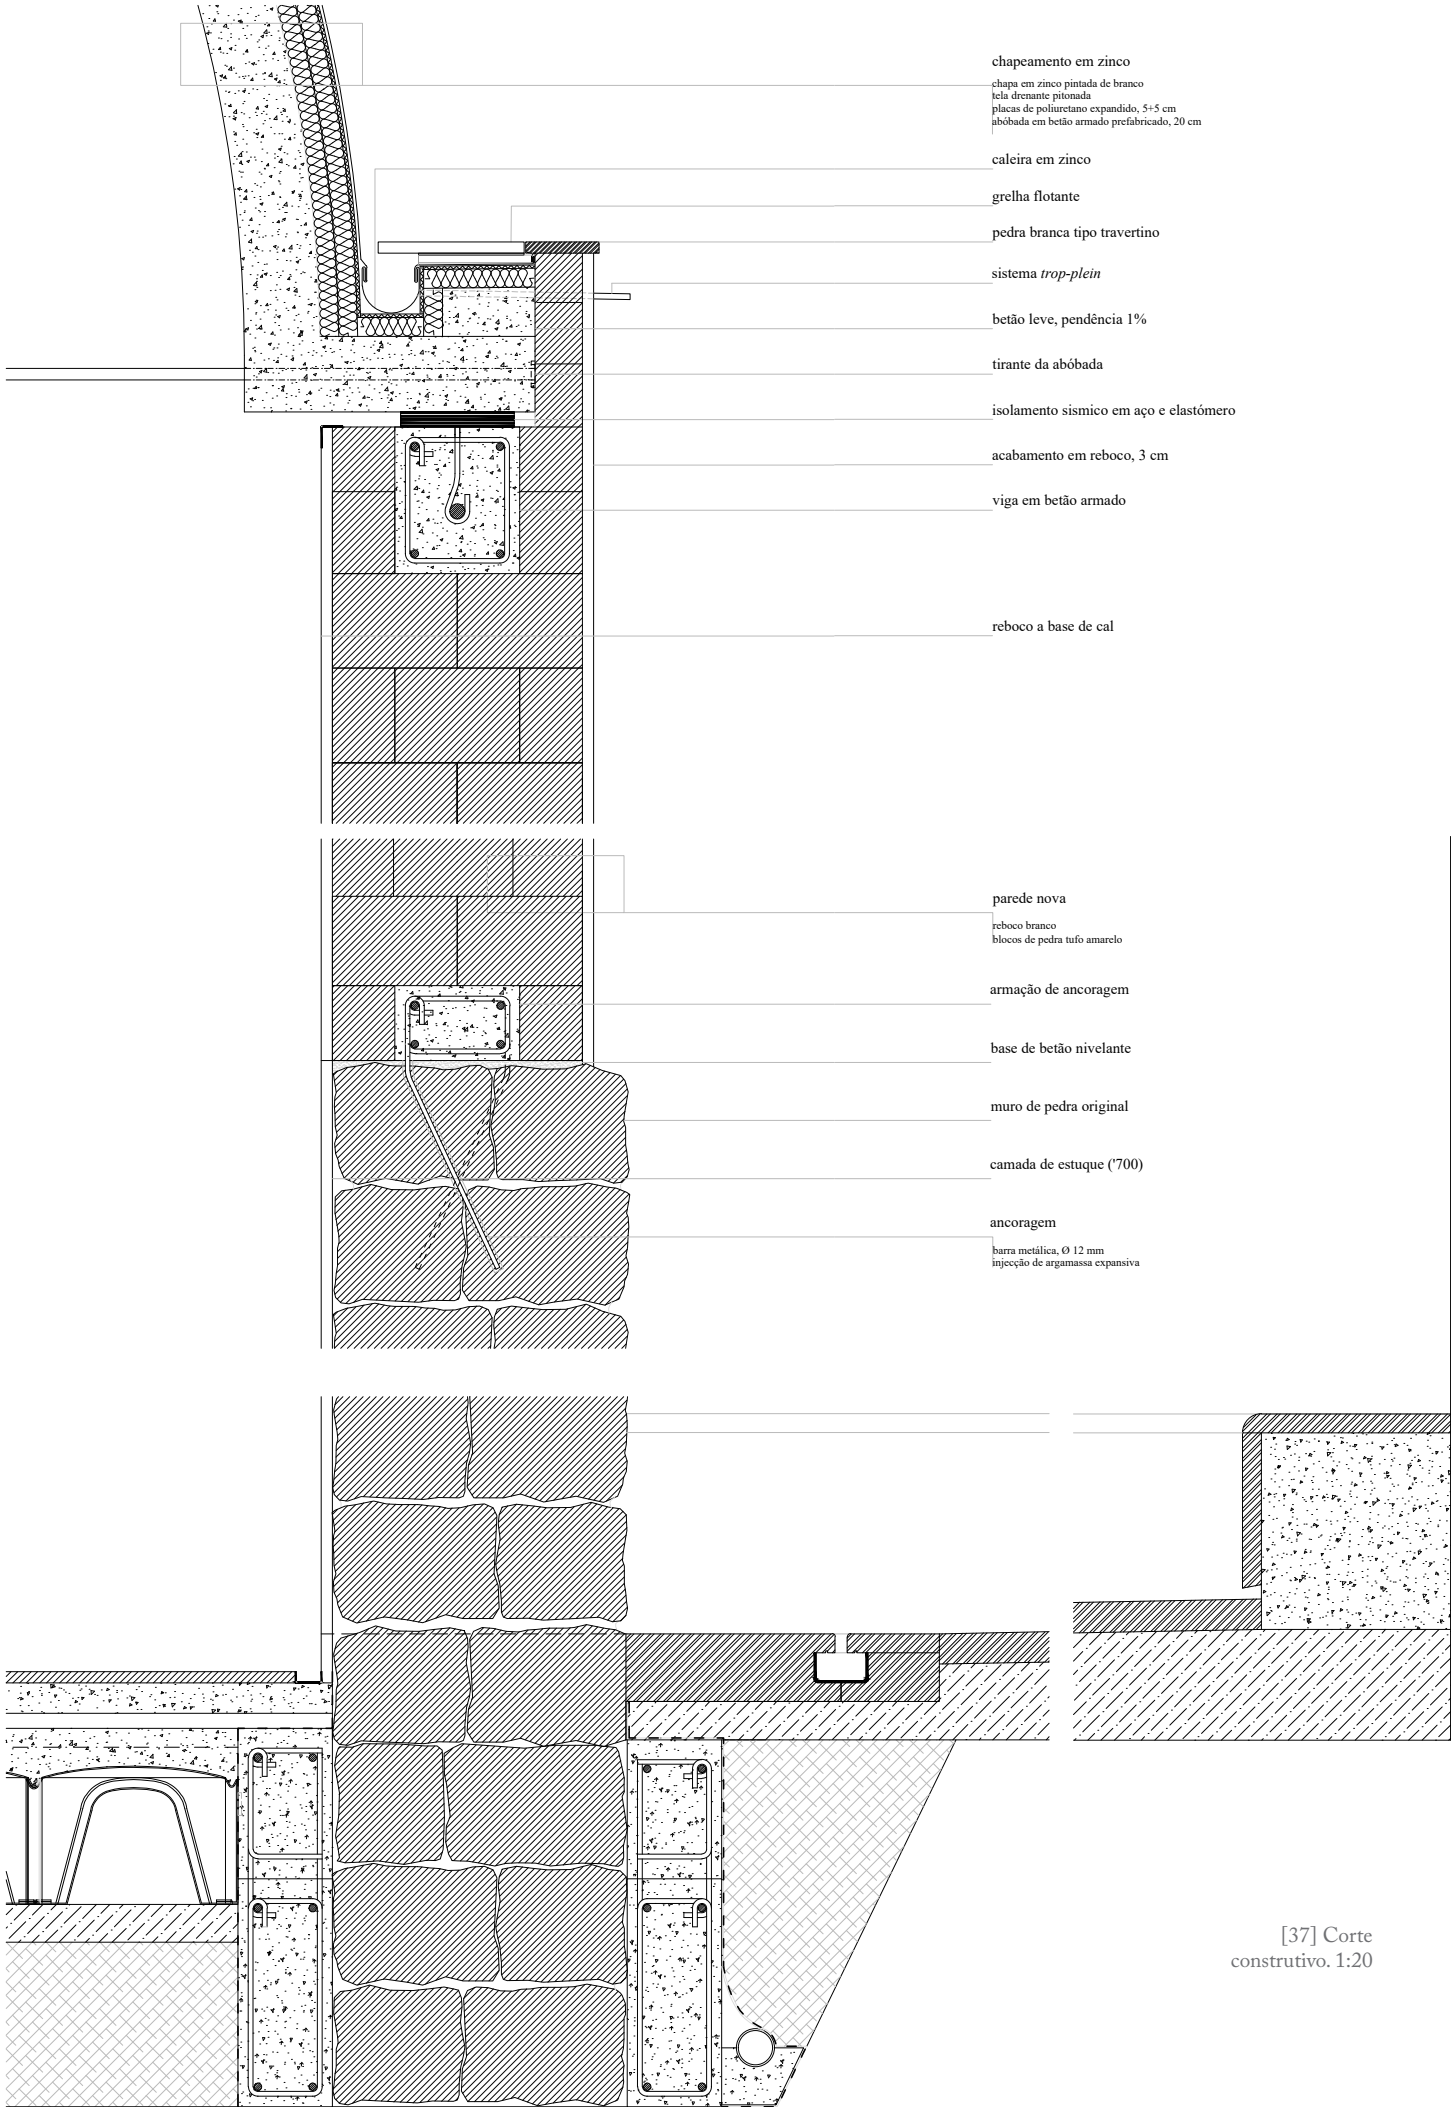 chapeamento em zinco
chapa em zinco pintada de branco
tela drenante pitonada
placas de poliuretano expandido, 5+5 cm
abóbada em betão armado prefabricado, 20 cm
caleira em zinco
grelha flotante
pedra branca tipo travertino
sistema trop-plein
betão leve, pendência 1%
tirante da abóbada
isolamento sismico em aço e elastómero
acabamento em reboco, 3 cm
viga em betão armado
reboco a base de cal
parede nova
reboco branco
blocos de pedra tufo amarelo
armação de ancoragem
base de betão nivelante
muro de pedra original
camada de estuque ('700)
ancoragem
barra metálica, Ø 12 mm
injecção de argamassa expansiva
[37] Corte
construtivo. 1:20